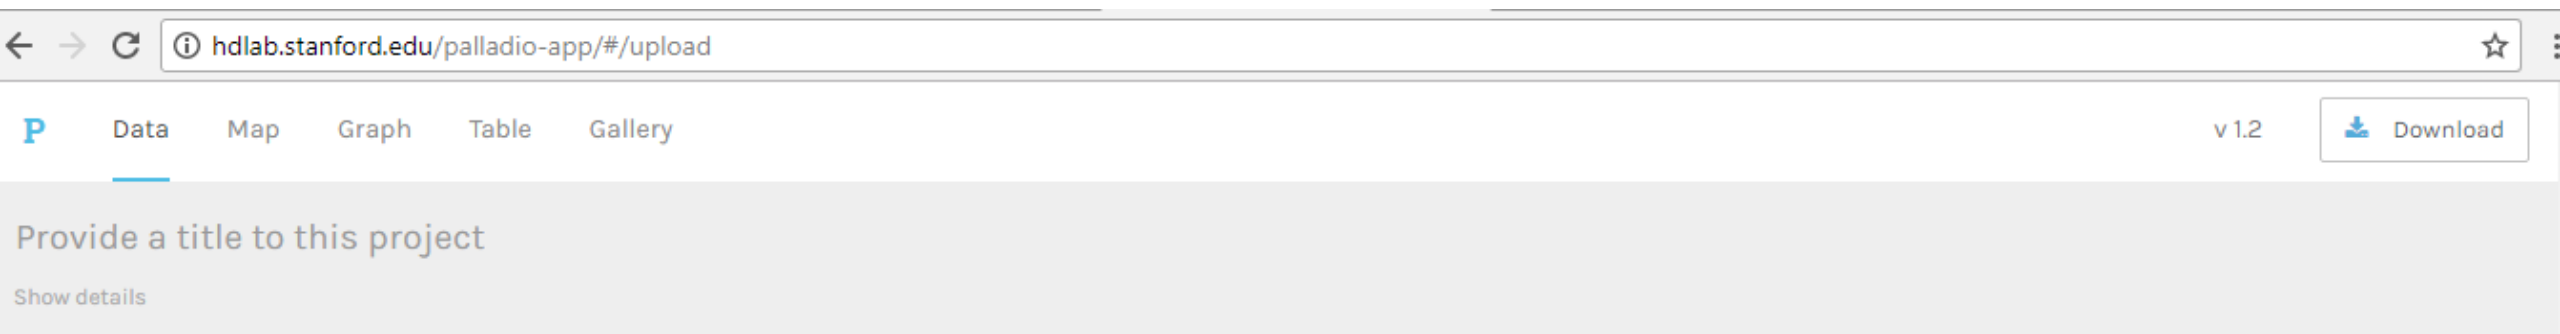 hdlab.stanford.edu/palladio-app/#/upload
P Data Map Graph Table Gallery v 1.2 Download
Provide a title to this project
Show details